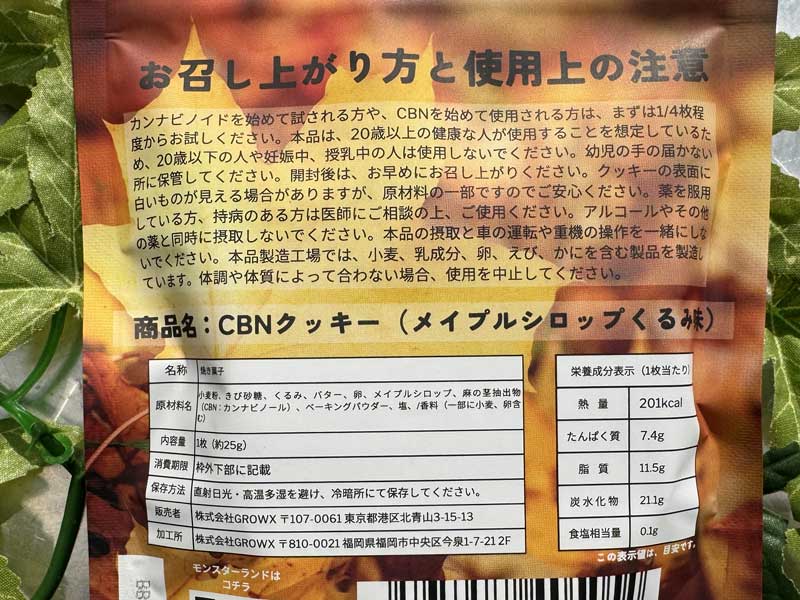 お召し上がり方と使用上の注意
カンナビノイドを始めて試される方や、CBNを始めて使用される方は、まずは1/4枚程
度からお試しください。本品は、20歳以上の健康な人が使用することを想定しているた
め、20歳以下の人や妊娠中、授乳中の人は使用しないでください。幼児の手の届かない
所に保管してください。開封後は、お早めにお召し上がりください。クッキーの表面に
白いものが見える場合がありますが、原材料の一部ですのでご安心ください。薬を服用
している方、持病のある方は医師にご相談の上、ご使用ください。アルコールやその他
の薬と同時に摂取しないでください。本品の摂取と車の運転や重機の操作を一緒にしな
いでください。本品製造工場では、小麦、乳成分、卵、えび、かにを含む製品を製造し
ています。体調や体質によって合わない場合、使用を中止してください。
商品名：CBNクッキー（メイプルシロップくるみ味）
名称 焼き菓子
原材料名 小麦粉、きび砂糖、くるみ、バター、卵、メイプルシロップ、麻の茎抽出物
（CBN：カンナビノール）、ベーキングパウダー、塩、/香料（一部に小麦、卵含
む）
内容量 1枚（約25g）
消費期限 枠外下部に記載
保存方法 直射日光・高温多湿を避け、冷暗所にて保存してください。
販売者 株式会社GROWX 〒107-0061 東京都港区北青山3-15-13
加工所 株式会社GROWX 〒810-0021 福岡県福岡市中央区今泉1-7-21 2F
栄養成分表示（1枚当たり）
熱量 201kcal
たんぱく質 7.4g
脂質 11.5g
炭水化物 21.1g
食塩相当量 0.1g
この表示値は、目安です。
モンスターランドは
コチラ